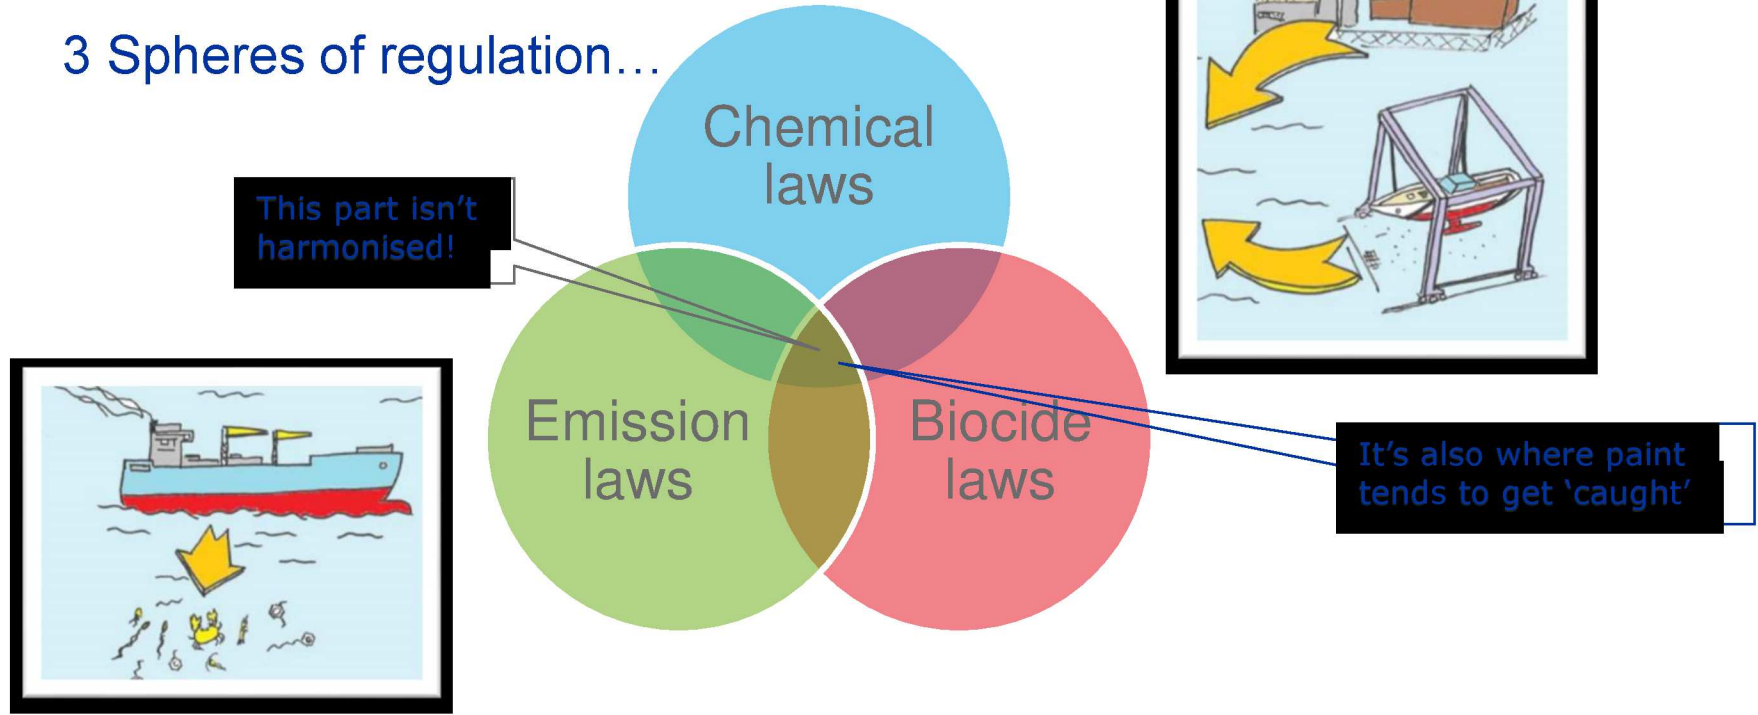 3 Spheres of regulation…
Chemical
laws
This part isn't
harmonised!
Emission
laws
Biocide
laws
It's also where paint
tends to get ‘caught’